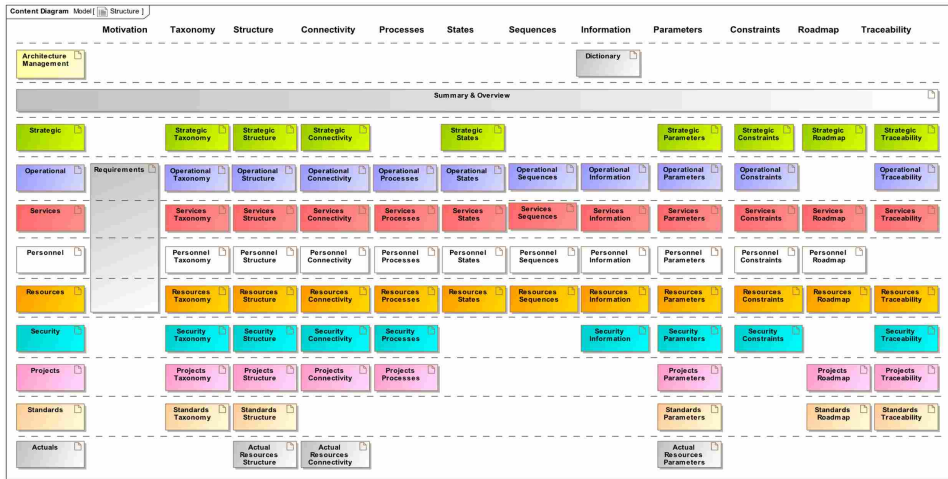 Content Diagram Model[ Structure ]
Motivation Taxonomy Structure Connectivity Processes States Sequences Information Parameters Constraints Roadmap Traceability
Architecture
Management
Dictionary
Summary & Overview
Strategic
Strategic
Taxonomy
Strategic
Structure
Strategic
Connectivity
Strategic
States
Strategic
Parameters
Strategic
Constraints
Strategic
Roadmap
Strategic
Traceability
Operational
Requirements
Operational
Taxonomy
Operational
Structure
Operational
Connectivity
Operational
Processes
Operational
States
Operational
Sequences
Operational
Information
Operational
Parameters
Operational
Constraints
Operational
Traceability
Services
Services
Taxonomy
Services
Structure
Services
Connectivity
Services
Processes
Services
States
Services
Sequences
Services
Information
Services
Parameters
Services
Constraints
Services
Roadmap
Services
Traceability
Personnel
Personnel
Taxonomy
Personnel
Structure
Personnel
Connectivity
Personnel
Processes
Personnel
States
Personnel
Sequences
Personnel
Information
Personnel
Parameters
Personnel
Constraints
Personnel
Roadmap
Resources
Resources
Taxonomy
Resources
Structure
Resources
Connectivity
Resources
Processes
Resources
States
Resources
Sequences
Resources
Information
Resources
Parameters
Resources
Constraints
Resources
Roadmap
Resources
Traceability
Security
Security
Taxonomy
Security
Structure
Security
Connectivity
Security
Processes
Security
Information
Security
Parameters
Security
Constraints
Security
Traceability
Projects
Projects
Taxonomy
Projects
Structure
Projects
Connectivity
Projects
Processes
Projects
Parameters
Projects
Roadmap
Projects
Traceability
Standards
Standards
Taxonomy
Standards
Structure
Standards
Parameters
Standards
Roadmap
Standards
Traceability
Actuals
Actual
Resources
Structure
Actual
Resources
Connectivity
Actual
Resources
Parameters